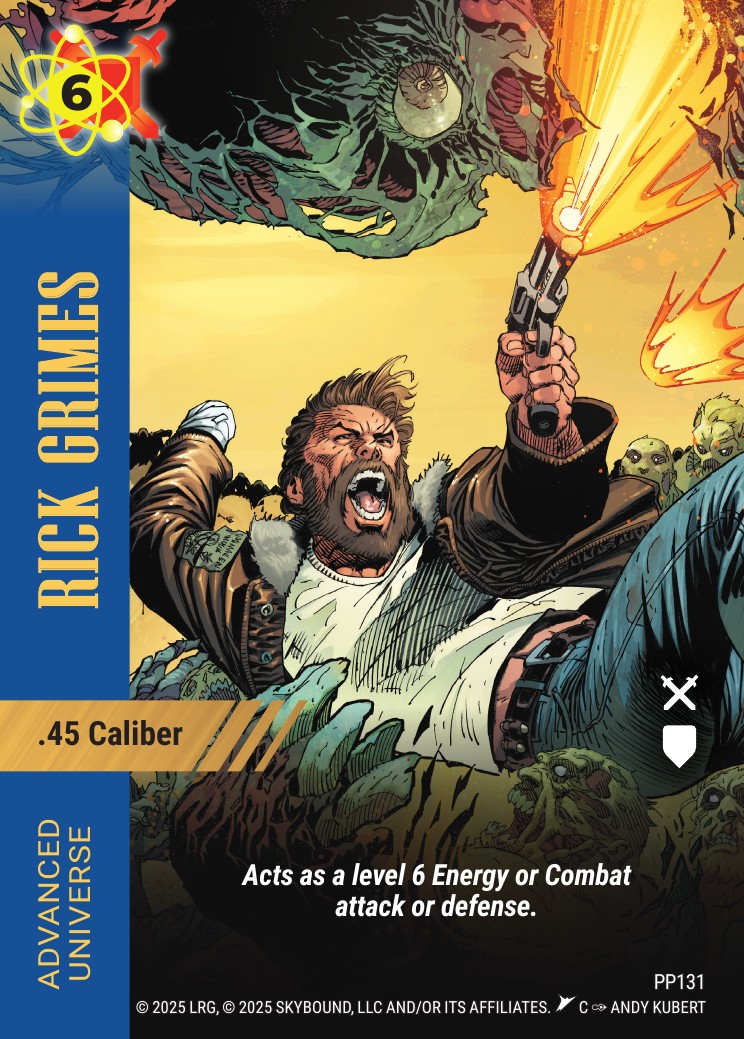 6
RICK GRIMES
.45 Caliber
ADVANCED
UNIVERSE
Acts as a level 6 Energy or Combat
attack or defense.
PP131
© 2025 LRG, © 2025 SKYBOUND, LLC AND/OR ITS AFFILIATES. C ANDY KUBERT